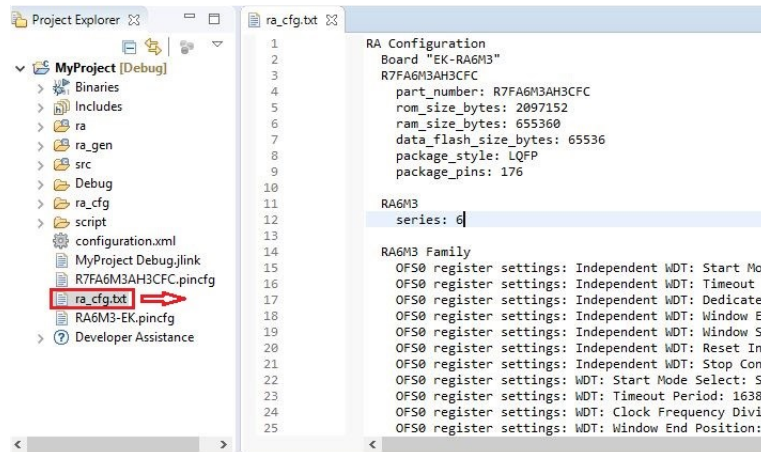 Project Explorer
MyProject [Debug]
Binaries
Includes
ra
ra_gen
src
Debug
ra_cfg
script
configuration.xml
MyProject Debug.jlink
R7FA6M3AH3CFC.pincfg
ra_cfg.txt
RA6M3-EK.pincfg
Developer Assistance
ra_cfg.txt
1 RA Configuration
2 Board "EK-RA6M3"
3 R7FA6M3AH3CFC
4 part_number: R7FA6M3AH3CFC
5 rom_size_bytes: 2097152
6 ram_size_bytes: 655360
7 data_flash_size_bytes: 65536
8 package_style: LQFP
9 package_pins: 176
10
11 RA6M3
12 series: 6
13
14 RA6M3 Family
15 OFS0 register settings: Independent WDT: Start Mo
16 OFS0 register settings: Independent WDT: Timeout
17 OFS0 register settings: Independent WDT: Dedicate
18 OFS0 register settings: Independent WDT: Window E
19 OFS0 register settings: Independent WDT: Window S
20 OFS0 register settings: Independent WDT: Reset In
21 OFS0 register settings: Independent WDT: Stop Con
22 OFS0 register settings: WDT: Start Mode Select: S
23 OFS0 register settings: WDT: Timeout Period: 1638
24 OFS0 register settings: WDT: Clock Frequency Divi
25 OFS0 register settings: WDT: Window End Position: